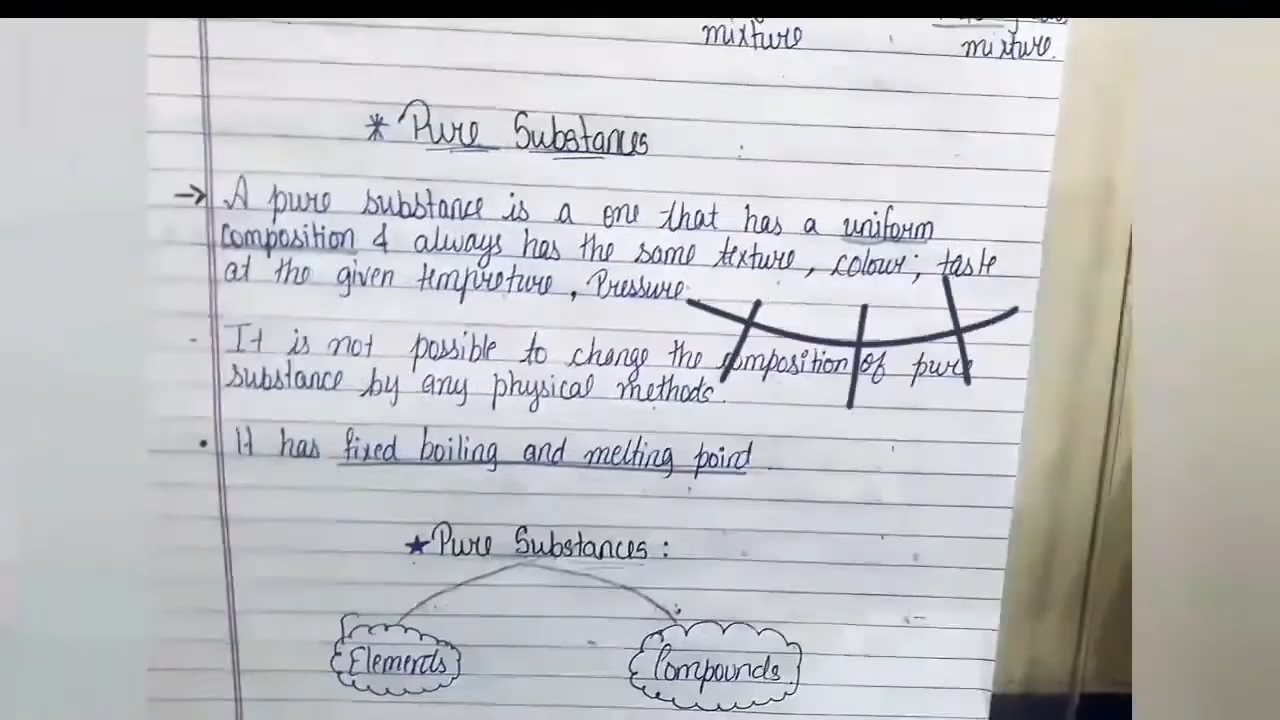 mixture
mixture.
* Pure Substances
→ A pure substance is a one that has a uniform
composition & always has the same texture, colour, taste
at the given tempreture, Pressure.
It is not possible to change the composition of pure
substance by any physical methods.
• It has fixed boiling and melting point
★ Pure Substances :
Elements
Compounds